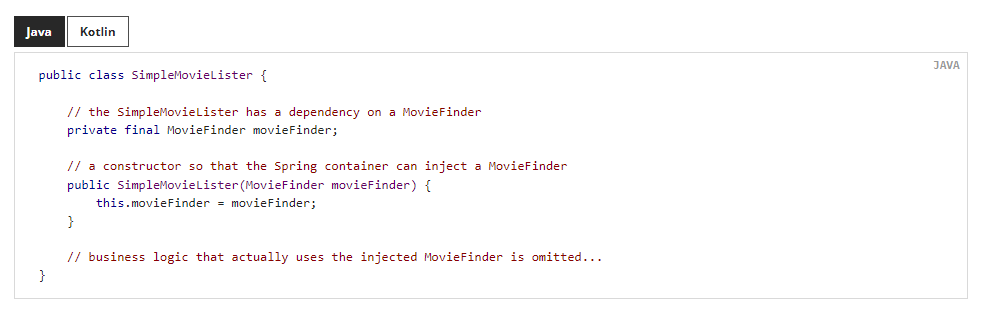 Java Kotlin
JAVA
public class SimpleMovieLister {
// the SimpleMovieLister has a dependency on a MovieFinder
private final MovieFinder movieFinder;
// a constructor so that the Spring container can inject a MovieFinder
public SimpleMovieLister(MovieFinder movieFinder) {
this.movieFinder = movieFinder;
}
// business logic that actually uses the injected MovieFinder is omitted...
}